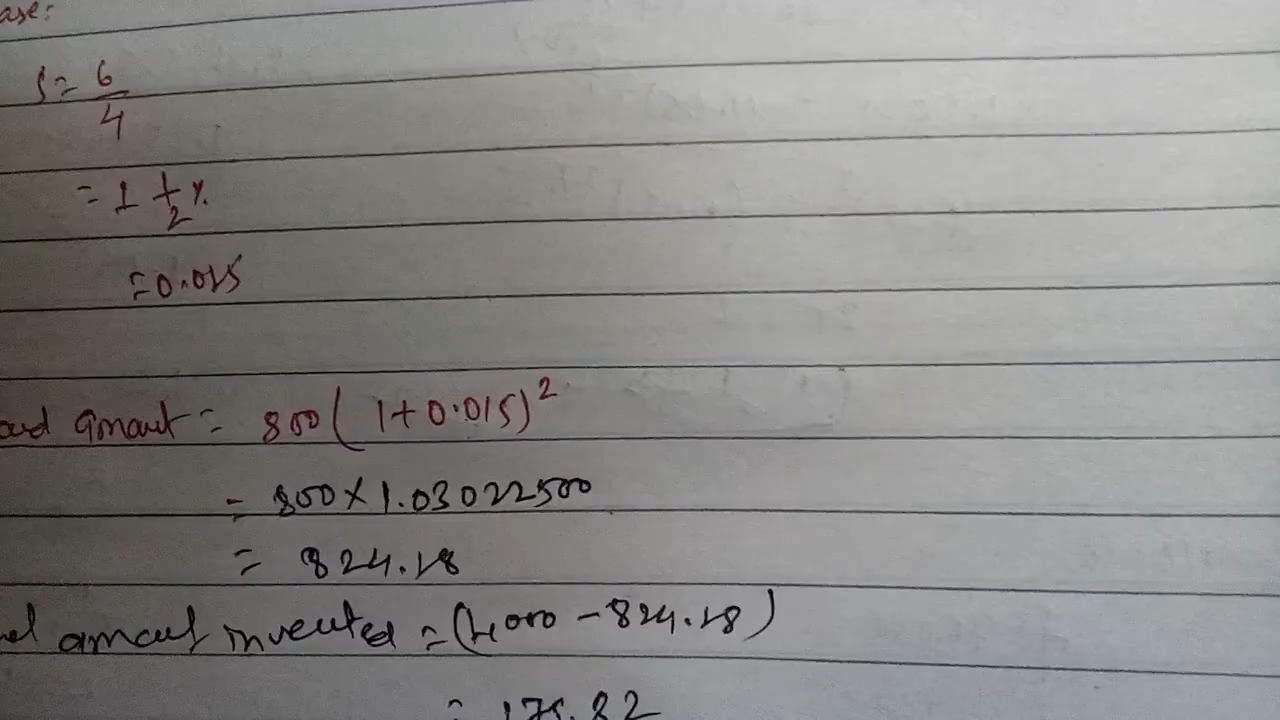 ase:
i = 6/4
= 1 1/2 %
= 0.015
ound amount = 800 ( 1 + 0.015)²
= 800 × 1.03022500
= 824.18
amount invested = (1000 - 824.18)
= 175.82